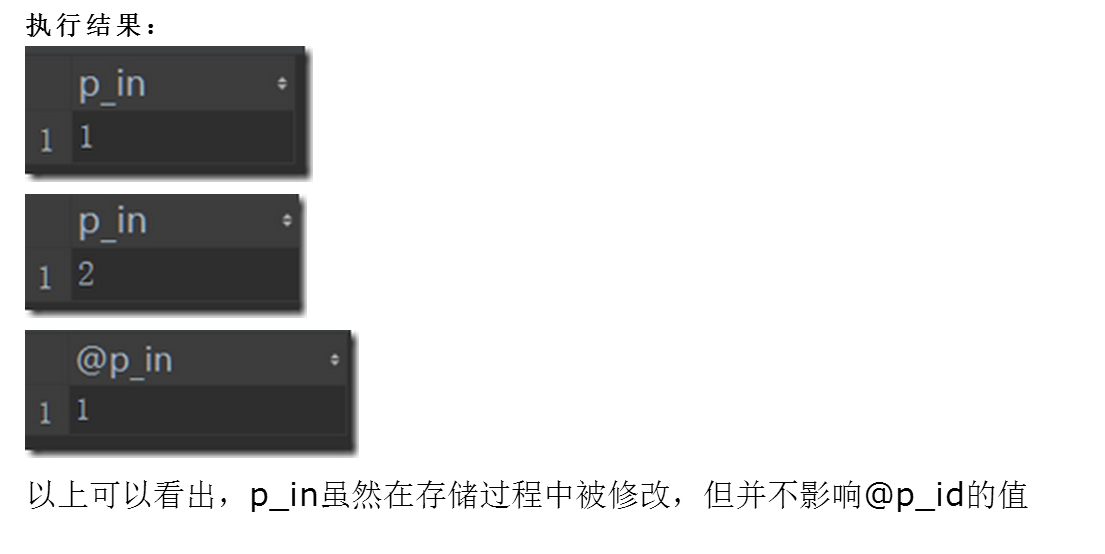 执行结果：
p_in
1 1
p_in
1 2
@p_in
1 1
以上可以看出，p_in虽然在存储过程中被修改，但并不影响@p_id的值